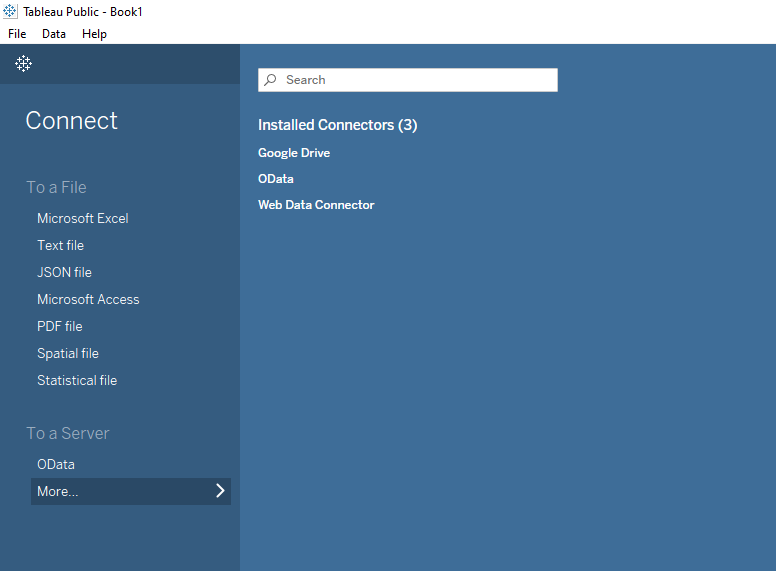 Tableau Public - Book1
File Data Help
Connect
To a File
Microsoft Excel
Text file
JSON file
Microsoft Access
PDF file
Spatial file
Statistical file
To a Server
OData
More...
Search
Installed Connectors (3)
Google Drive
OData
Web Data Connector